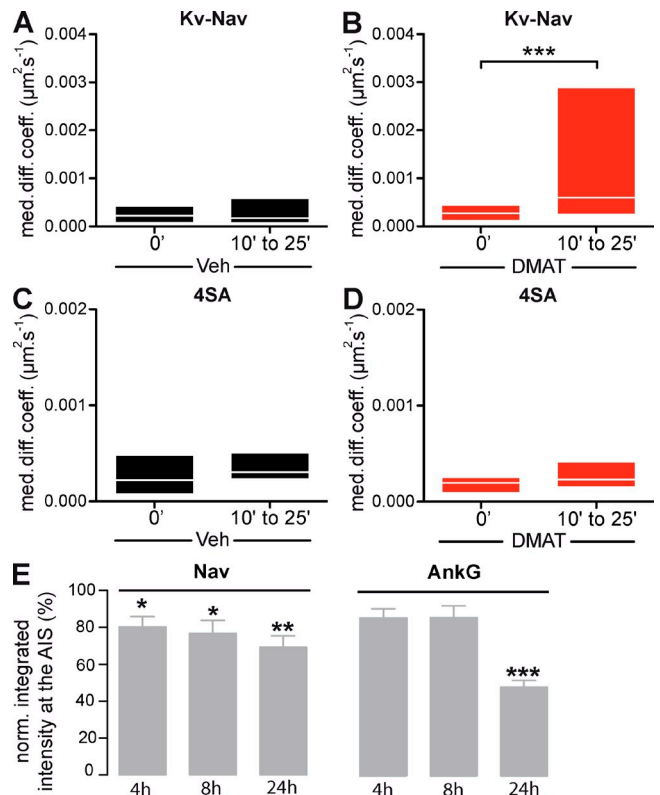 A Kv-Nav
med.diff.coeff. (µm².s⁻¹)
0.004
0.003
0.002
0.001
0.000
0' 10' to 25'
Veh
B Kv-Nav
med.diff.coeff. (µm².s⁻¹)
0.004
0.003
0.002
0.001
0.000
***
0' 10' to 25'
DMAT
C 4SA
med.diff.coeff. (µm².s⁻¹)
0.002
0.001
0.000
0' 10' to 25'
Veh
D 4SA
med.diff.coeff. (µm².s⁻¹)
0.002
0.001
0.000
0' 10' to 25'
DMAT
E Nav AnkG
norm. integrated
intensity at the AIS (%)
100
80
60
40
20
0
* * **
***
4h 8h 24h 4h 8h 24h